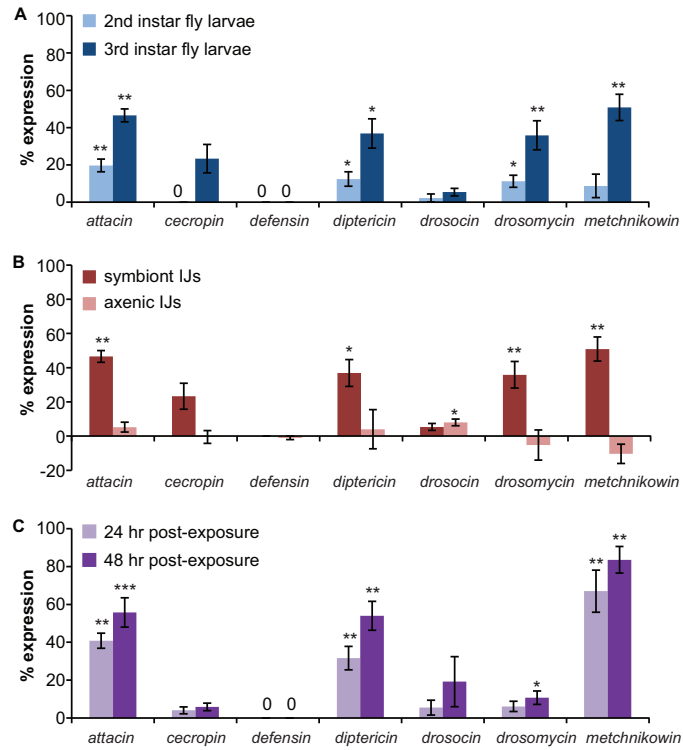 A
2nd instar fly larvae
3rd instar fly larvae
% expression
100
80
60
40
20
0
** ** 0 0 0 * * * ** **
attacin cecropin defensin diptericin drosocin drosomycin metchnikowin
B
symbiont IJs
axenic IJs
% expression
100
80
60
40
20
0
-20
** * * ** **
attacin cecropin defensin diptericin drosocin drosomycin metchnikowin
C
24 hr post-exposure
48 hr post-exposure
% expression
100
80
60
40
20
0
** *** 0 0 ** ** * ** **
attacin cecropin defensin diptericin drosocin drosomycin metchnikowin